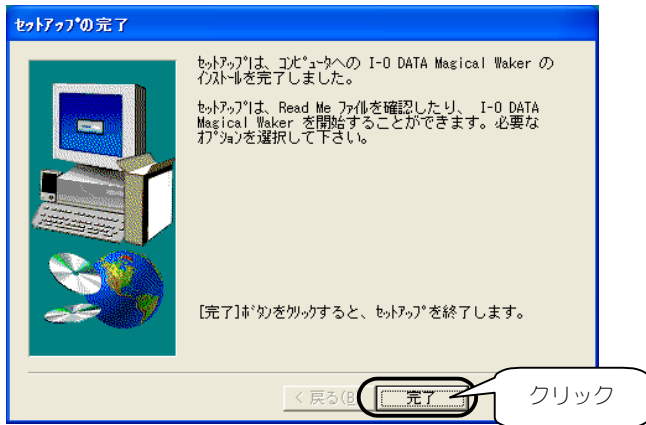 ｾｯﾄｱｯﾌﾟの完了
ｾｯﾄｱｯﾌﾟは、ｺﾝﾋﾟｭｰﾀへの I-O DATA Magical Waker の
ｲﾝｽﾄｰﾙを完了しました。
ｾｯﾄｱｯﾌﾟは、Read Me ﾌｧｲﾙを確認したり、 I-O DATA
Magical Waker を開始することができます。必要な
ｵﾌﾟｼｮﾝを選択して下さい。
[完了]ﾎﾞﾀﾝをｸﾘｯｸすると、ｾｯﾄｱｯﾌﾟを終了します。
< 戻る(B
完了
クリック